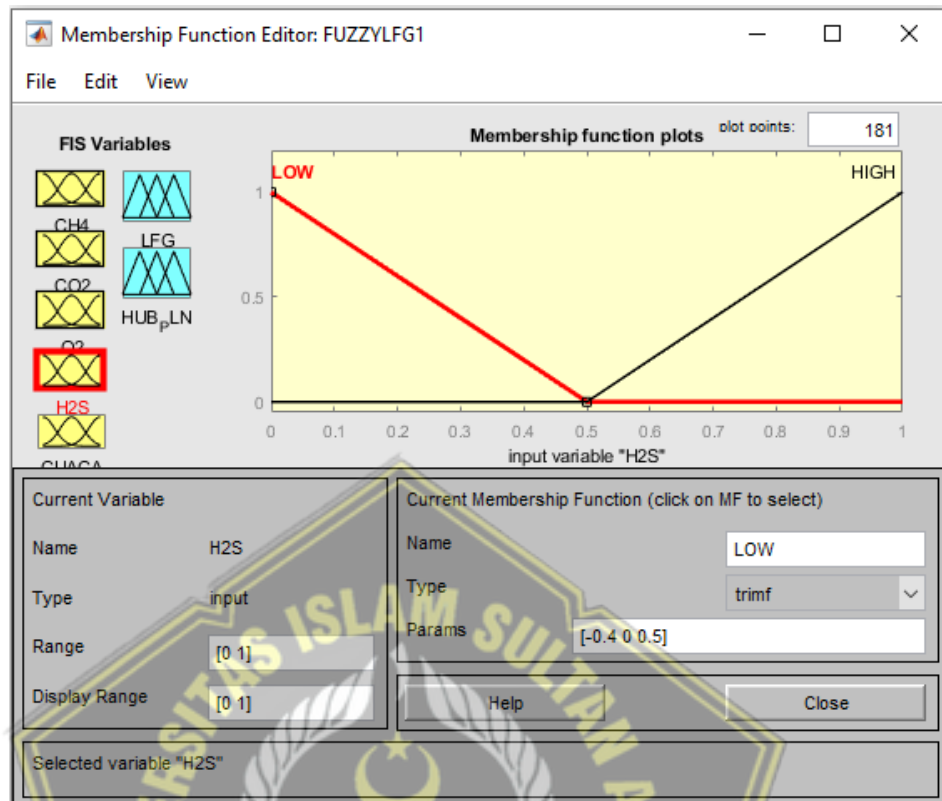 Membership Function Editor: FUZZYLFG1
File Edit View
FIS Variables
CH4
CO2
O2
H2S
LFG
HUB_PLN
Membership function plots
plot points: 181
LOW
HIGH
1
0.5
0
0 0.1 0.2 0.3 0.4 0.5 0.6 0.7 0.8 0.9 1
input variable "H2S"
Current Variable
Name H2S
Type input
Range [0 1]
Display Range [0 1]
Current Membership Function (click on MF to select)
Name LOW
Type trimf
Params [-0.4 0 0.5]
Help Close
Selected variable "H2S"
ISLAM SULTAN A